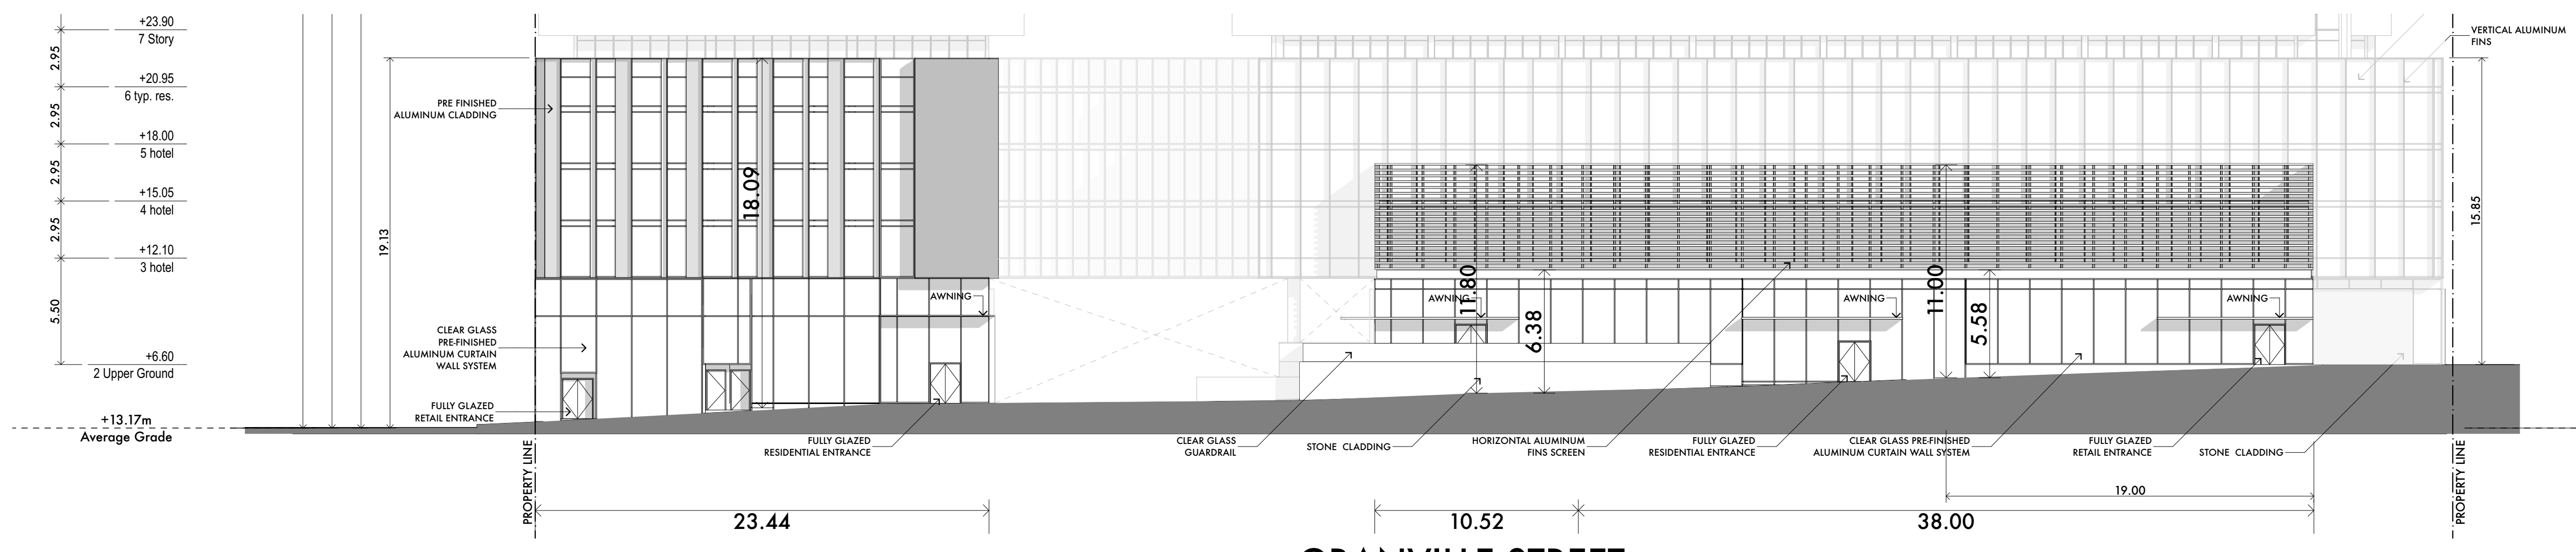 +23.90
7 Story
2.95
+20.95
6 typ. res.
2.95
+18.00
5 hotel
2.95
+15.05
4 hotel
2.95
+12.10
3 hotel
5.50
+6.60
2 Upper Ground
+13.17m
Average Grade
19.13
PRE FINISHED
ALUMINUM CLADDING
CLEAR GLASS
PRE-FINISHED
ALUMINUM CURTAIN
WALL SYSTEM
FULLY GLAZED
RETAIL ENTRANCE
PROPERTY LINE
18.09
AWNING
FULLY GLAZED
RESIDENTIAL ENTRANCE
23.44
CLEAR GLASS
GUARDRAIL
STONE CLADDING
AWNING
11.80
6.38
HORIZONTAL ALUMINUM
FINS SCREEN
FULLY GLAZED
RESIDENTIAL ENTRANCE
AWNING
11.00
5.58
CLEAR GLASS PRE-FINISHED
ALUMINUM CURTAIN WALL SYSTEM
AWNING
FULLY GLAZED
RETAIL ENTRANCE
STONE CLADDING
VERTICAL ALUMINUM
FINS
15.85
PROPERTY LINE
19.00
10.52
38.00
GRANVILLE STREET